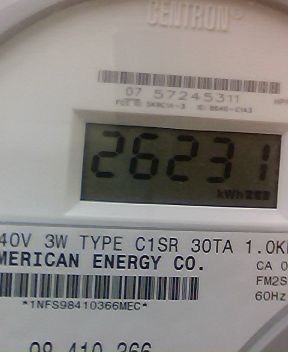 CENTRON®
07 57245311
26231
kWh
40V 3W TYPE C1SR 30TA 1.0K
MERICAN ENERGY CO.
CA 0
FM2S
60Hz
*1NFS98410366MEC*
98 410 366